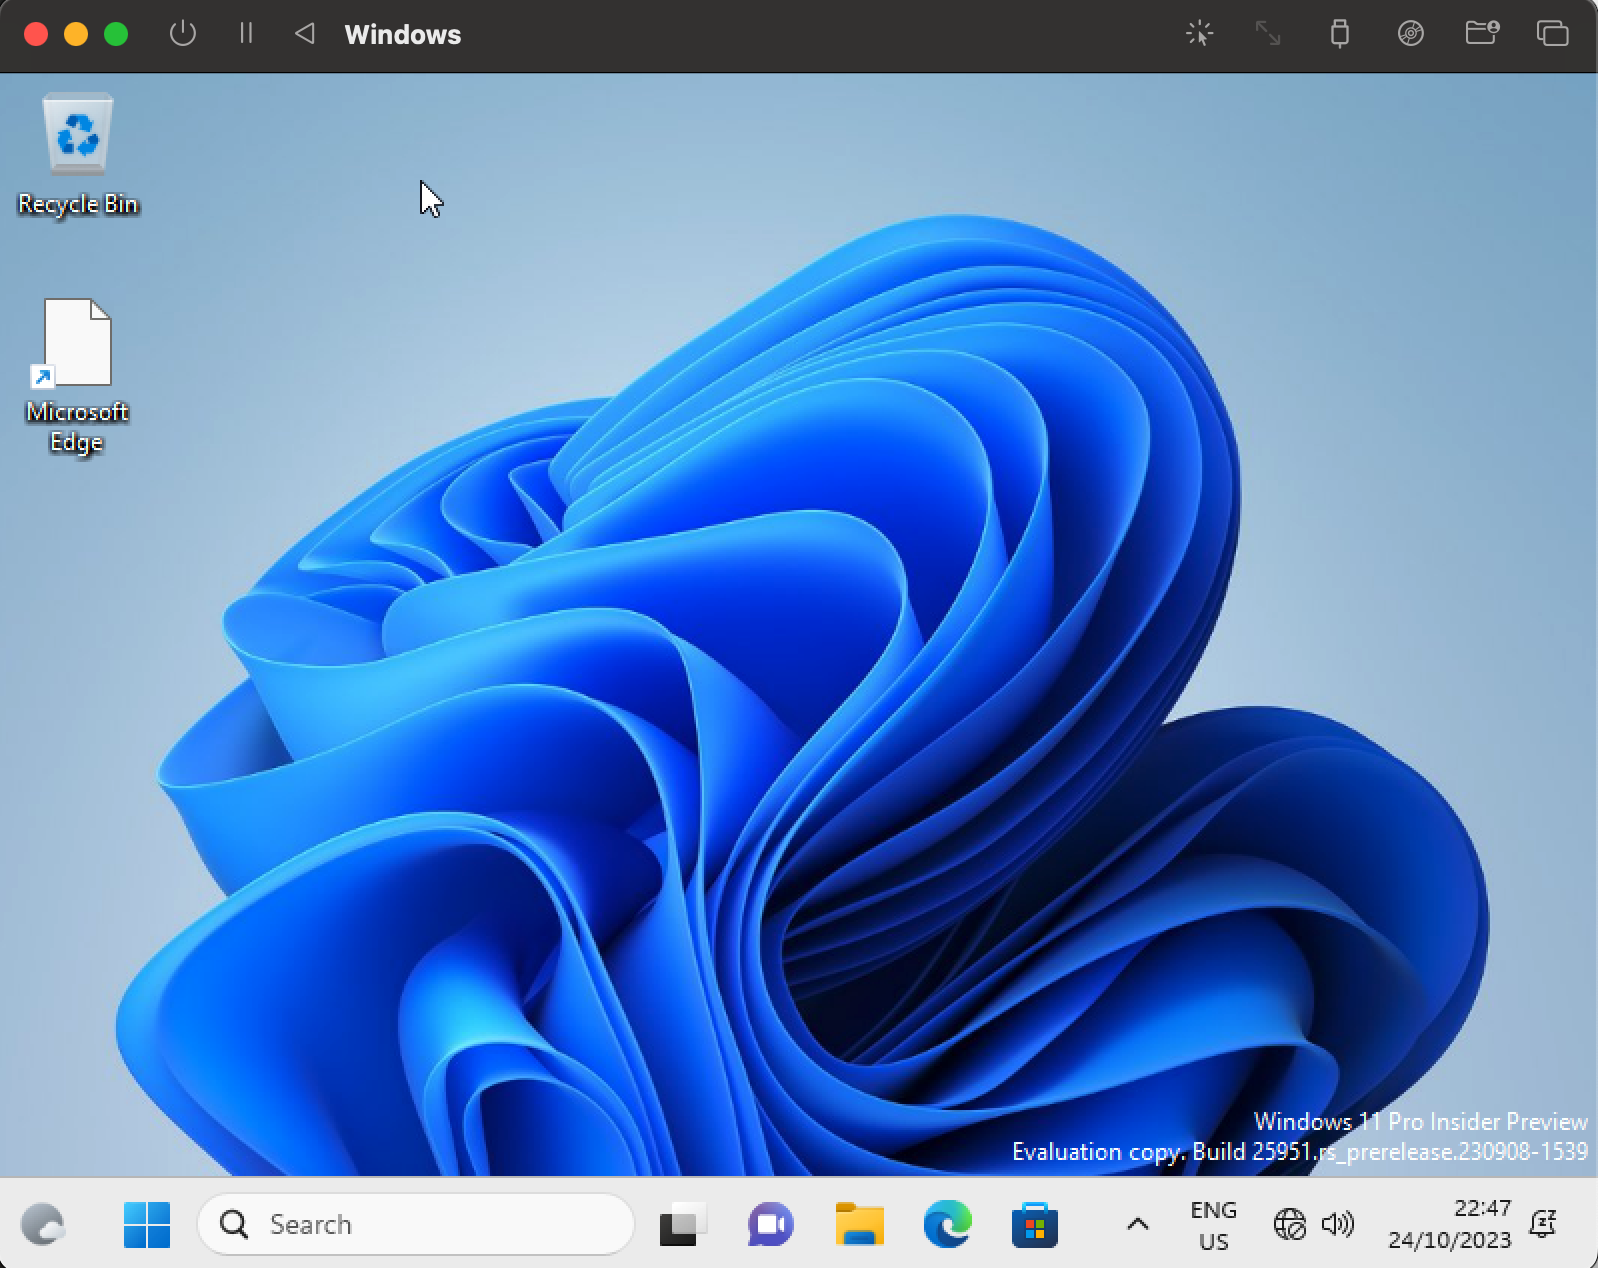 Windows
Recycle Bin
Microsoft
Edge
Windows 11 Pro Insider Preview
Evaluation copy. Build 25951.rs_prerelease.230908-1539
Search
ENG
US
22:47
24/10/2023